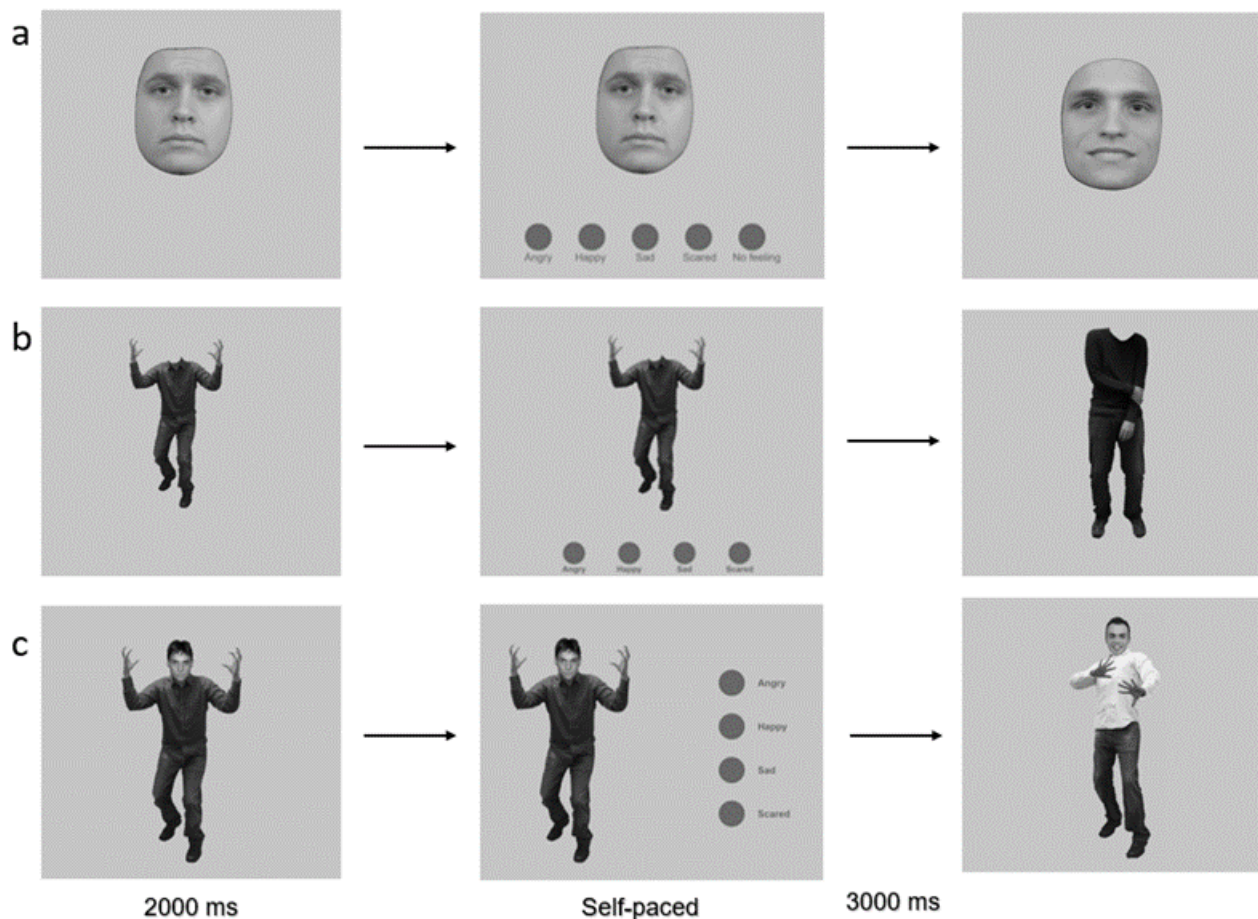 a
Angry Happy Sad Scared No feeling
b
Angry Happy Sad Scared
c
Angry
Happy
Sad
Scared
2000 ms Self-paced 3000 ms